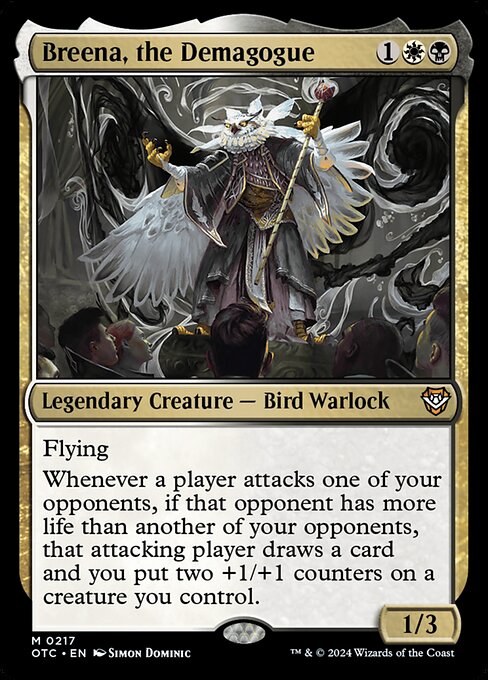 Breena, the Demagogue 1
Legendary Creature — Bird Warlock
Flying
Whenever a player attacks one of your
opponents, if that opponent has more
life than another of your opponents,
that attacking player draws a card
and you put two +1/+1 counters on a
creature you control.
1/3
M 0217
OTC • EN SIMON DOMINIC
™ & © 2024 Wizards of the Coast